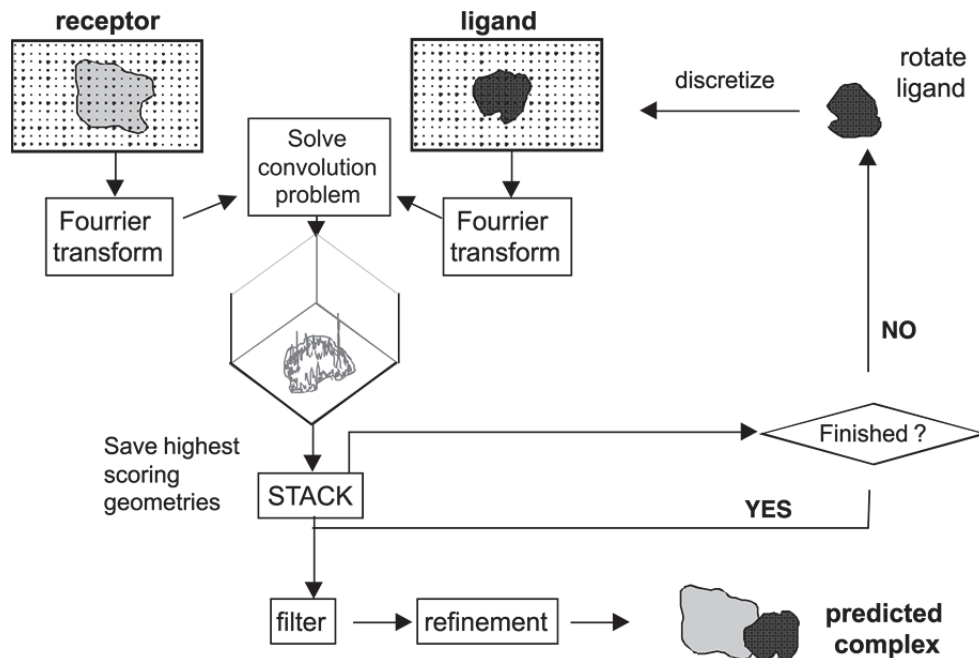 receptor
ligand
rotate
ligand
discretize
Solve
convolution
problem
Fourrier
transform
Fourrier
transform
NO
Save highest
scoring
geometries
Finished ?
STACK
YES
filter
refinement
predicted
complex